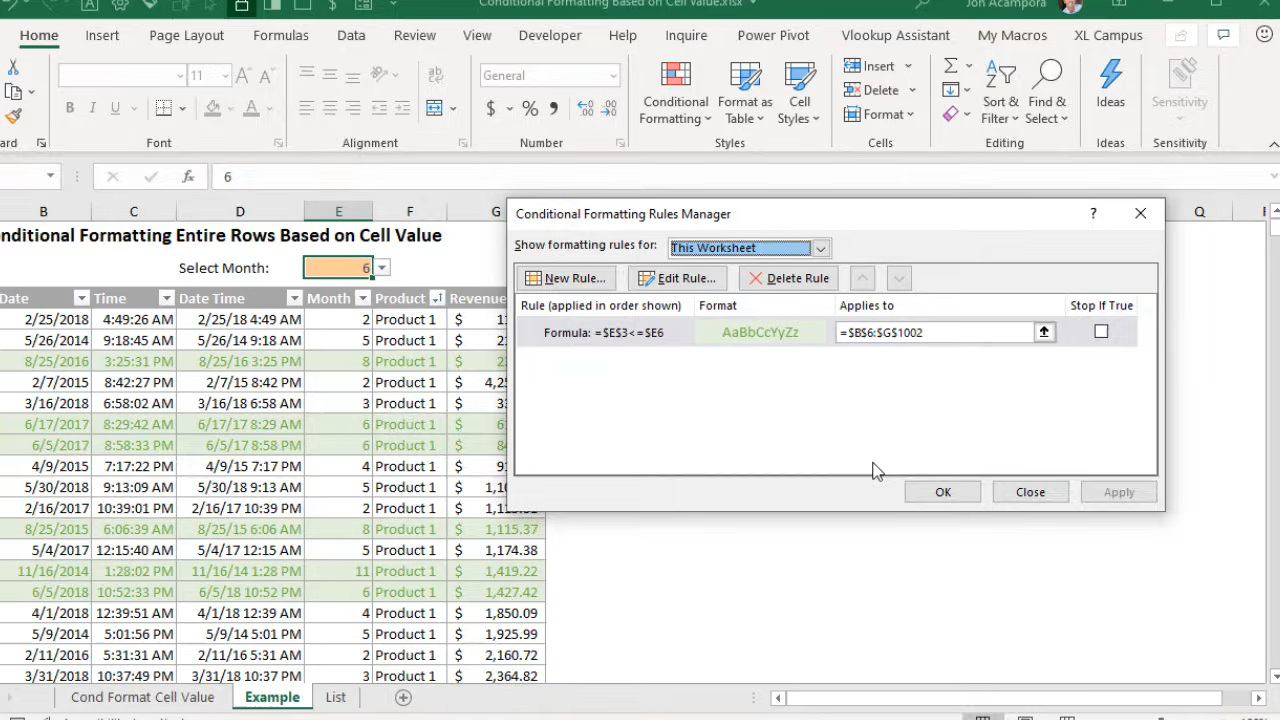 Conditional Formatting Based on Cell Value.xlsx
Jon Acampora
Home Insert Page Layout Formulas Data Review View Developer Help Inquire Power Pivot Vlookup Assistant My Macros XL Campus
11 General Conditional Formatting Format as Table Cell Styles Insert Delete Format Sort & Filter Find & Select Ideas Sensitivity
ard Font Alignment Number Styles Cells Editing Ideas Sensitivity
fx 6
B C D E F G Q
onditional Formatting Entire Rows Based on Cell Value
Select Month: 6
Date Time Date Time Month Product Revenue
2/25/2018 4:49:26 AM 2/25/18 4:49 AM 2 Product 1 $
5/26/2014 9:18:45 AM 5/26/14 9:18 AM 5 Product 1 $
8/25/2016 3:25:31 PM 8/25/16 3:25 PM 8 Product 1 $
2/7/2015 8:42:27 PM 2/7/15 8:42 PM 2 Product 1 $
3/16/2018 6:58:02 AM 3/16/18 6:58 AM 3 Product 1 $
6/17/2017 8:29:42 AM 6/17/17 8:29 AM 6 Product 1 $
6/5/2017 8:58:33 PM 6/5/17 8:58 PM 6 Product 1 $
4/9/2015 7:17:22 PM 4/9/15 7:17 PM 4 Product 1 $
5/30/2018 9:13:09 AM 5/30/18 9:13 AM 5 Product 1 $
2/16/2017 10:39:01 PM 2/16/17 10:39 PM 2 Product 1 $
8/25/2015 6:06:39 AM 8/25/15 6:06 AM 8 Product 1 $ 1,115.37
5/4/2017 12:15:40 AM 5/4/17 12:15 AM 5 Product 1 $ 1,174.38
11/16/2014 1:28:02 PM 11/16/14 1:28 PM 11 Product 1 $ 1,419.22
6/5/2018 10:52:33 PM 6/5/18 10:52 PM 6 Product 1 $ 1,427.42
4/1/2018 12:39:51 AM 4/1/18 12:39 AM 4 Product 1 $ 1,850.09
5/9/2014 5:01:56 PM 5/9/14 5:01 PM 5 Product 1 $ 1,925.99
2/11/2016 5:31:31 AM 2/11/16 5:31 AM 2 Product 1 $ 2,160.72
3/31/2018 10:37:49 PM 3/31/18 10:37 PM 3 Product 1 $ 2,364.82
Conditional Formatting Rules Manager ?
Show formatting rules for: This Worksheet
New Rule... Edit Rule... Delete Rule
Rule (applied in order shown) Format Applies to Stop If True
Formula: =$E$3<=$E6 AaBbCcYyZz =$B$6:$G$1002
OK Close Apply
Cond Format Cell Value Example List